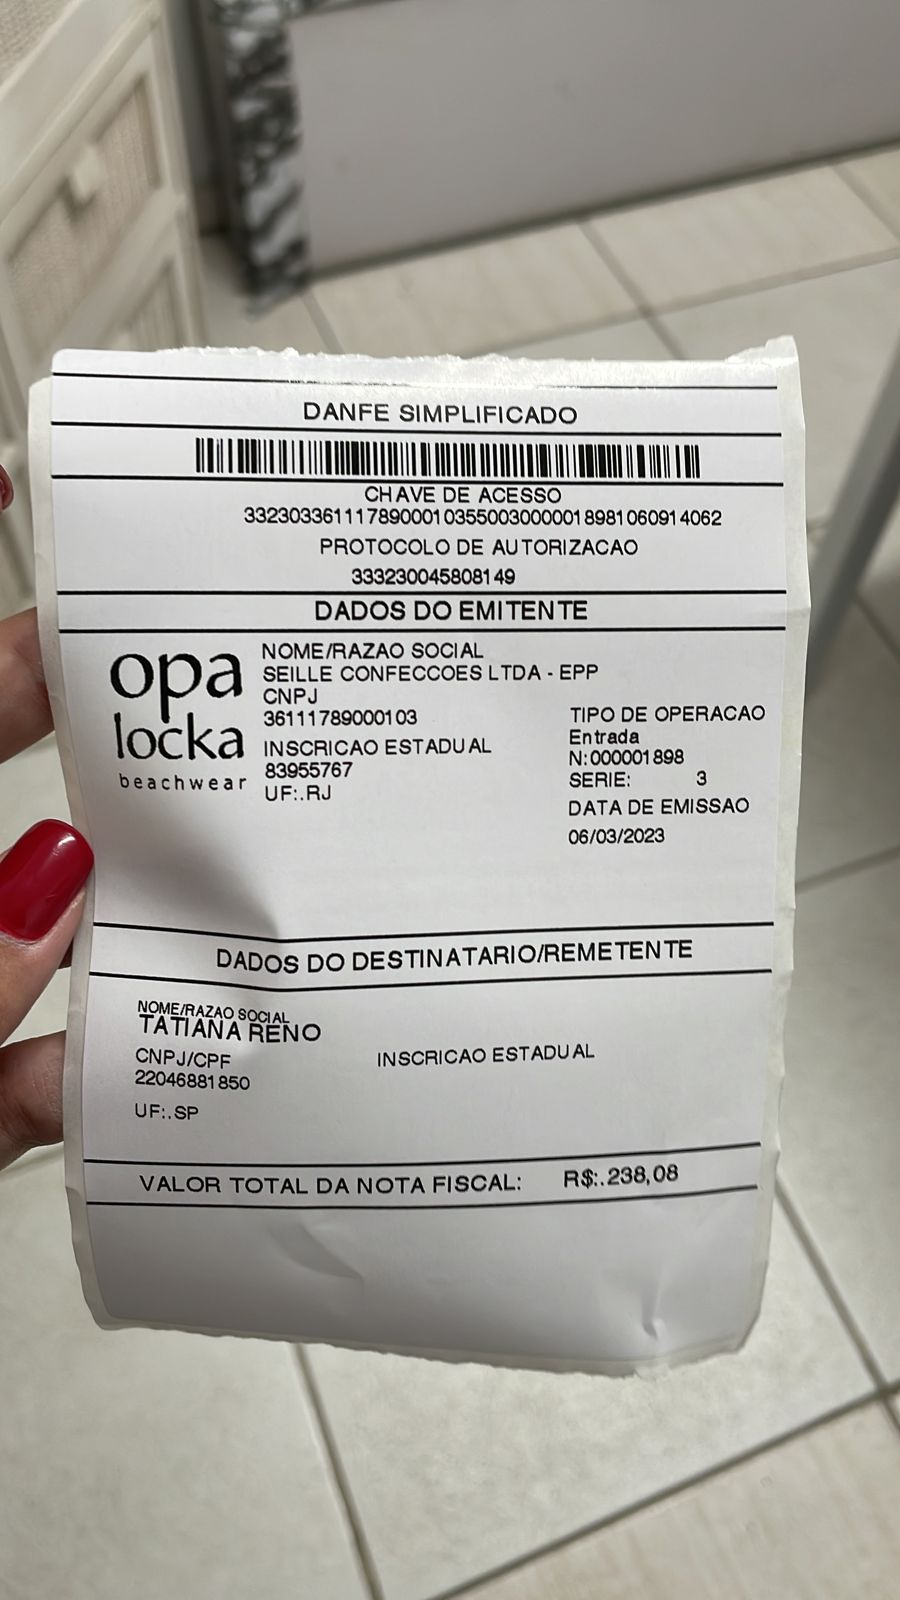 DANFE SIMPLIFICADO
CHAVE DE ACESSO
33230336111789000103550030000018981060914062
PROTOCOLO DE AUTORIZACAO
333230045808149
DADOS DO EMITENTE
opa
locka
beachwear
NOME/RAZAO SOCIAL
SEILLE CONFECCOES LTDA - EPP
CNPJ
36111789000103
INSCRICAO ESTADUAL
83955767
UF:.RJ
TIPO DE OPERACAO
Entrada
N:000001898
SERIE: 3
DATA DE EMISSAO
06/03/2023
DADOS DO DESTINATARIO/REMETENTE
NOME/RAZAO SOCIAL
TATIANA RENO
CNPJ/CPF
22046881850
INSCRICAO ESTADUAL
UF:.SP
VALOR TOTAL DA NOTA FISCAL: R$:.238,08